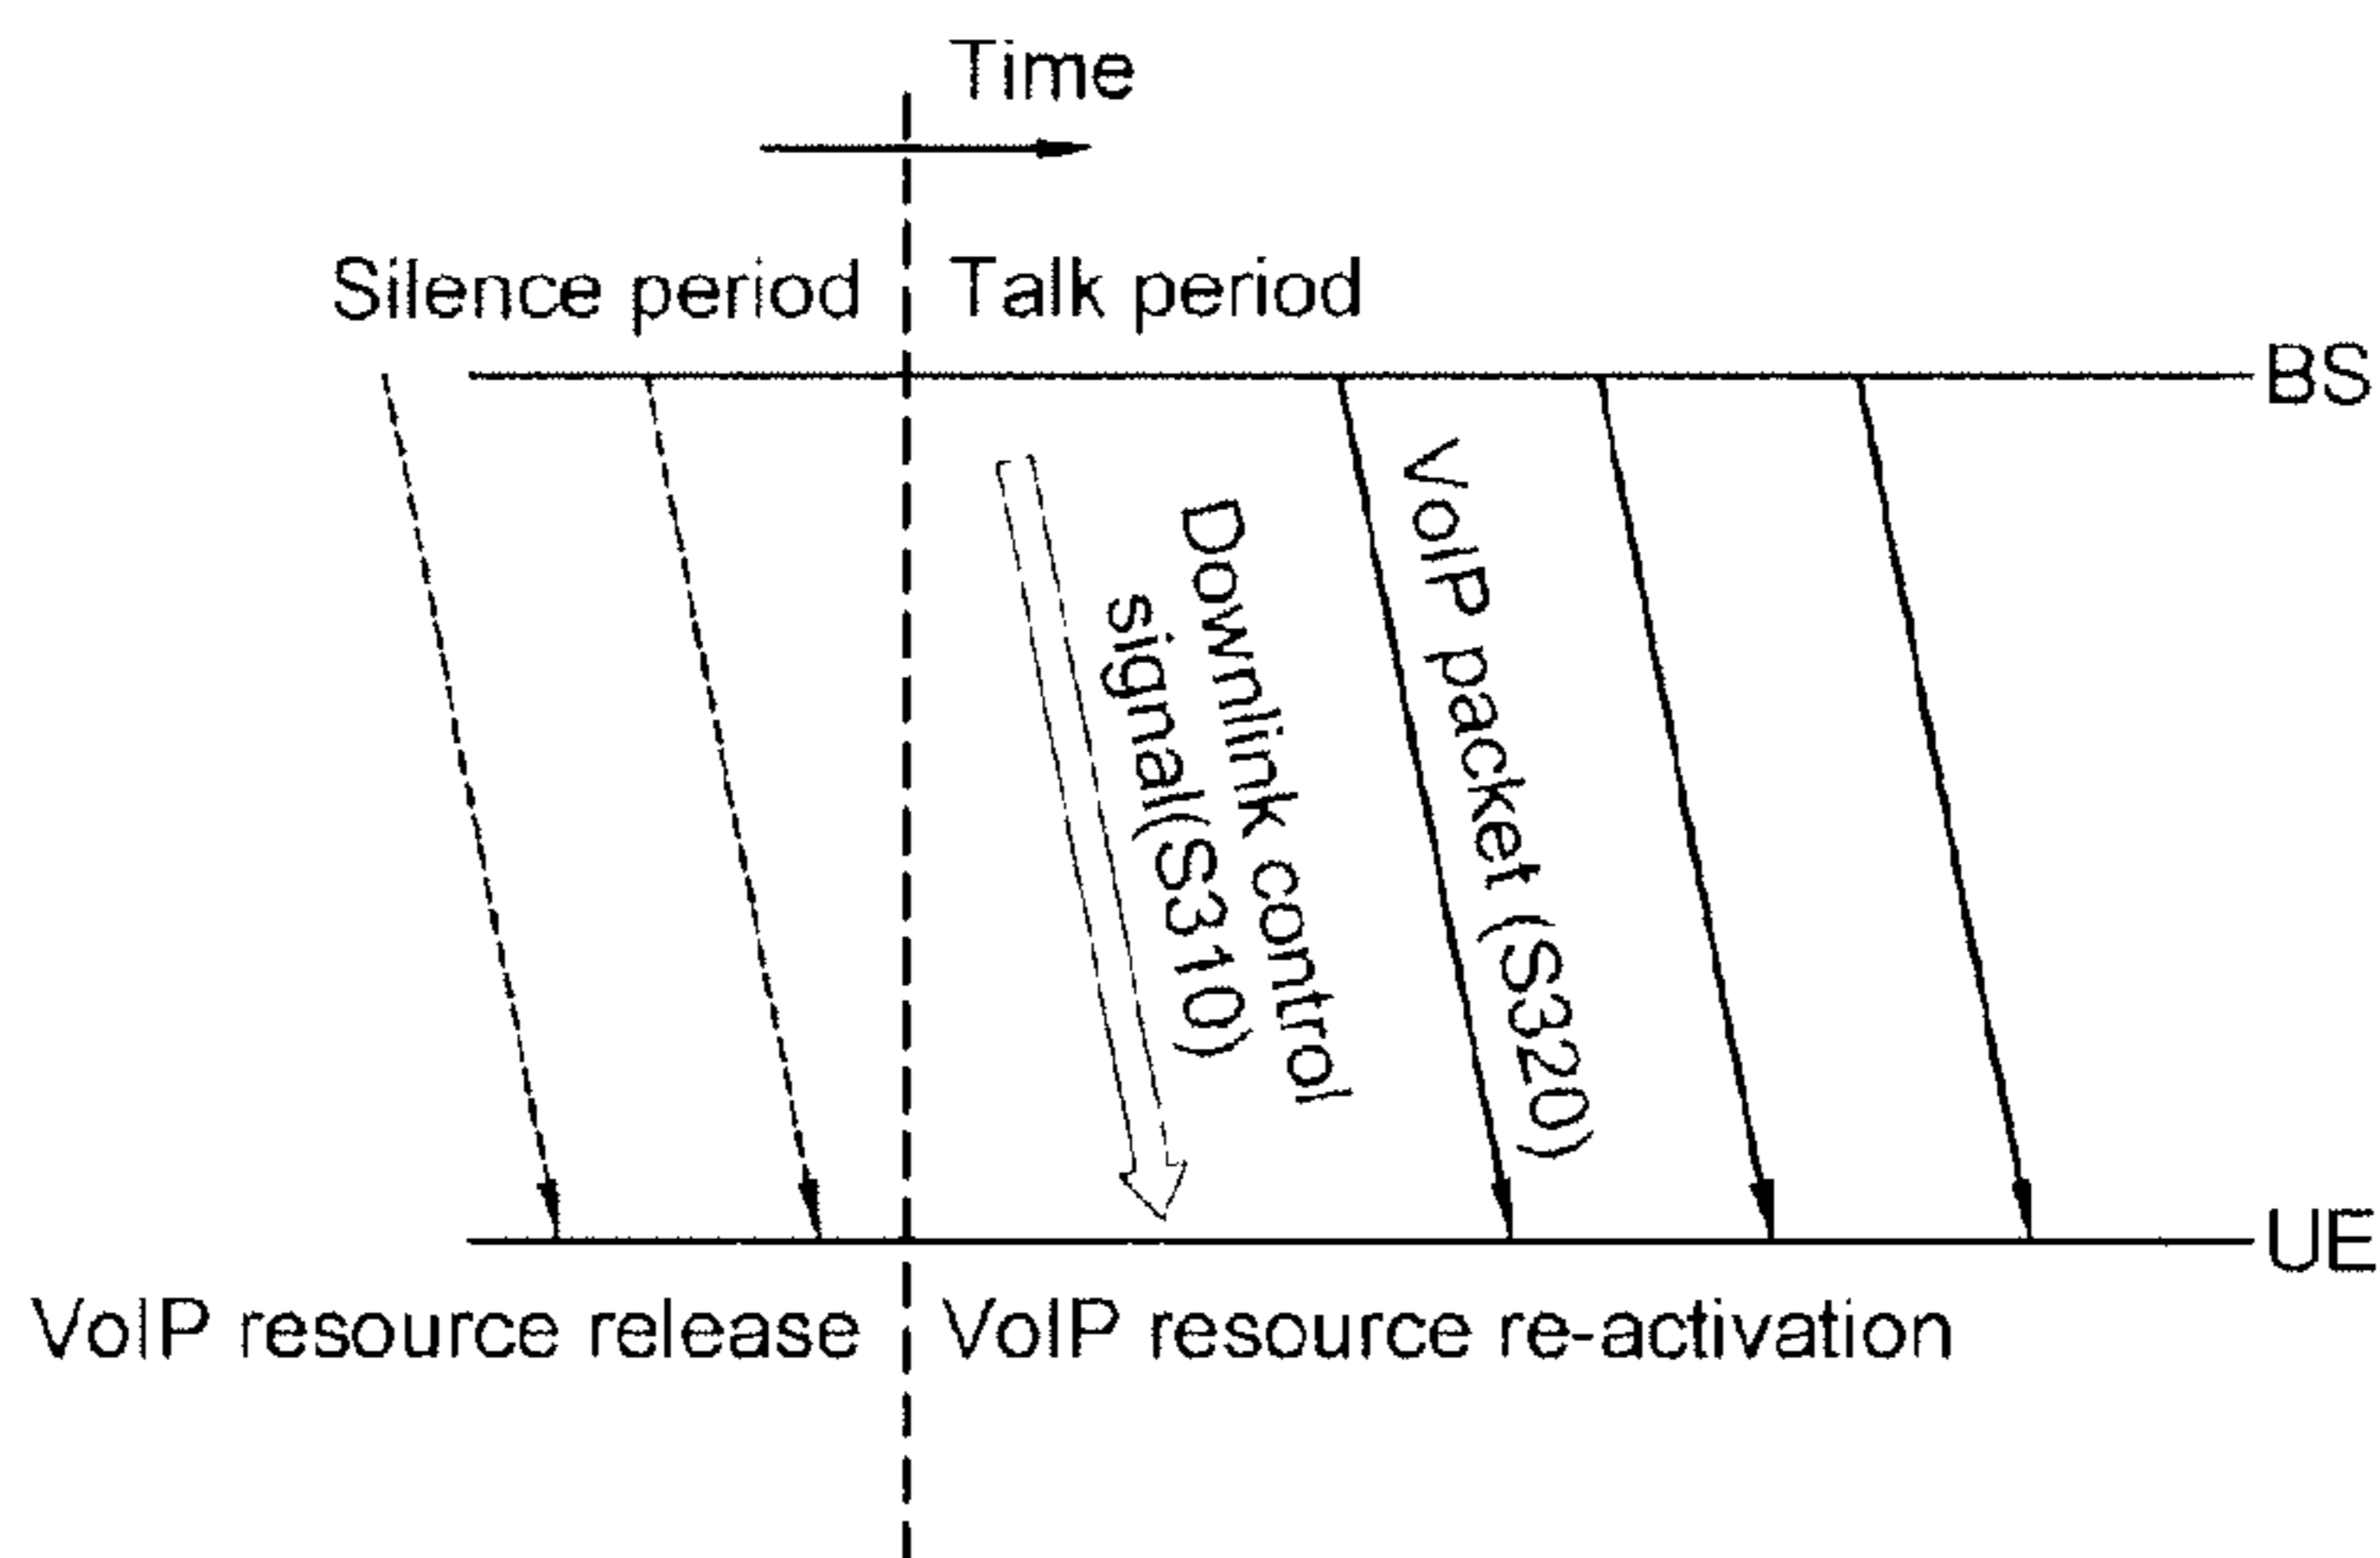 Time
Silence period
Talk period
BS
Downlink control
signal(S310)
VoIP packet (S320)
UE
VoIP resource release
VoIP resource re-activation